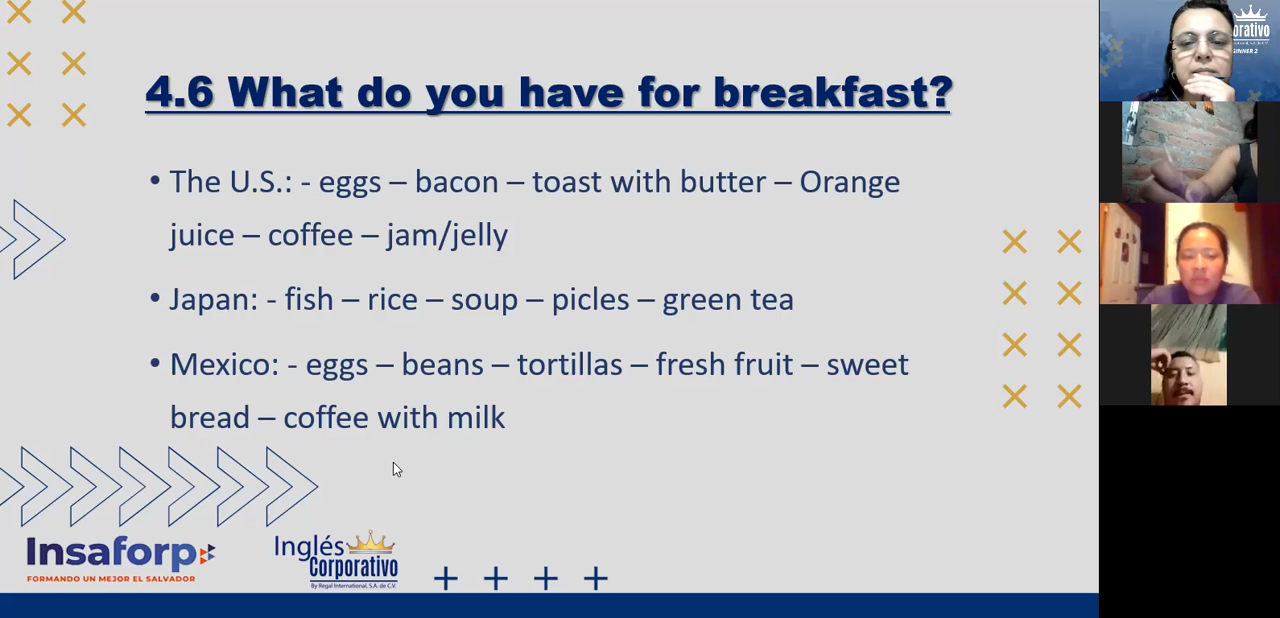 4.6 What do you have for breakfast?
• The U.S.: - eggs – bacon – toast with butter – Orange
juice – coffee – jam/jelly
• Japan: - fish – rice – soup – picles – green tea
• Mexico: - eggs – beans – tortillas – fresh fruit – sweet
bread – coffee with milk
Insaforp
FORMANDO UN MEJOR EL SALVADOR
Inglés
Corporativo
By Regal International, S.A. de C.V.
orativo